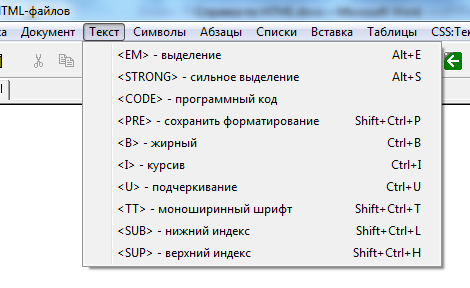 HTML-файлов
Документ Текст Символы Абзацы Списки Вставка Таблицы CSS:Тек
<EM> - выделение Alt+E
<STRONG> - сильное выделение Alt+S
<CODE> - программный код
<PRE> - сохранить форматирование Shift+Ctrl+P
<B> - жирный Ctrl+B
<I> - курсив Ctrl+I
<U> - подчеркивание Ctrl+U
<TT> - моноширинный шрифт Shift+Ctrl+T
<SUB> - нижний индекс Shift+Ctrl+L
<SUP> - верхний индекс Shift+Ctrl+H